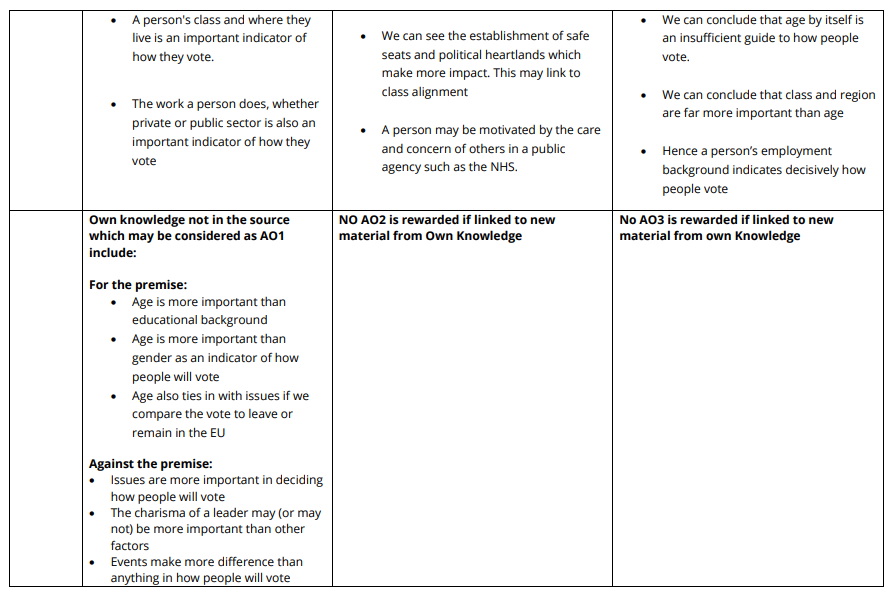 • A person's class and where they
live is an important indicator of
how they vote.
• The work a person does, whether
private or public sector is also an
important indicator of how they
vote
• We can see the establishment of safe
seats and political heartlands which
make more impact. This may link to
class alignment
• A person may be motivated by the care
and concern of others in a public
agency such as the NHS.
• We can conclude that age by itself is
an insufficient guide to how people
vote.
• We can conclude that class and region
are far more important than age
• Hence a person’s employment
background indicates decisively how
people vote
Own knowledge not in the source
which may be considered as AO1
include:
For the premise:
• Age is more important than
educational background
• Age is more important than
gender as an indicator of how
people will vote
• Age also ties in with issues if we
compare the vote to leave or
remain in the EU
Against the premise:
• Issues are more important in deciding
how people will vote
• The charisma of a leader may (or may
not) be more important than other
factors
• Events make more difference than
anything in how people will vote
NO AO2 is rewarded if linked to new
material from Own Knowledge
No AO3 is rewarded if linked to new
material from own Knowledge